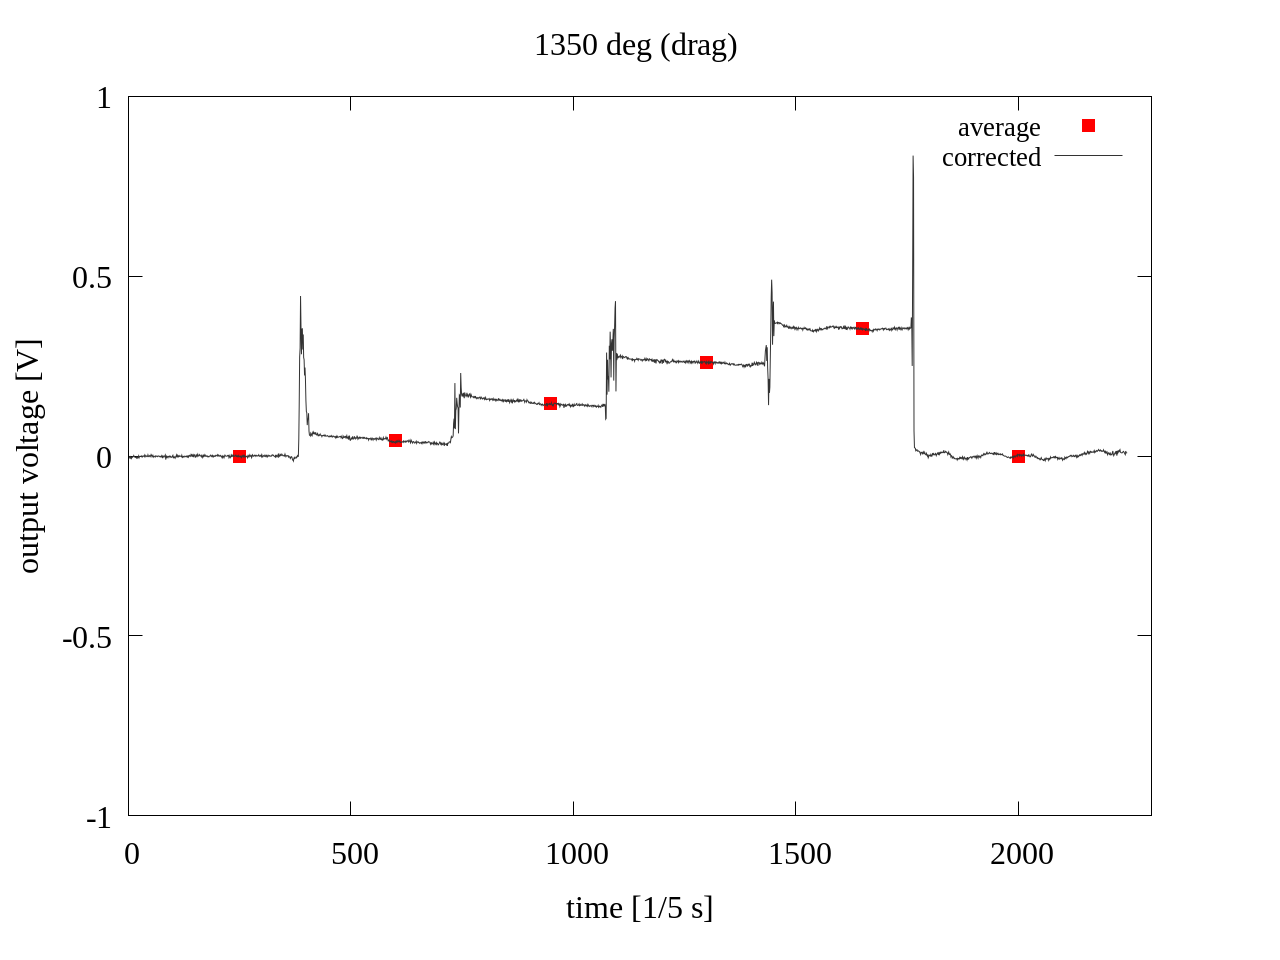 1350 deg (drag)
1
average
corrected
0.5
output voltage [V]
0
-0.5
-1
0 500 1000 1500 2000
time [1/5 s]